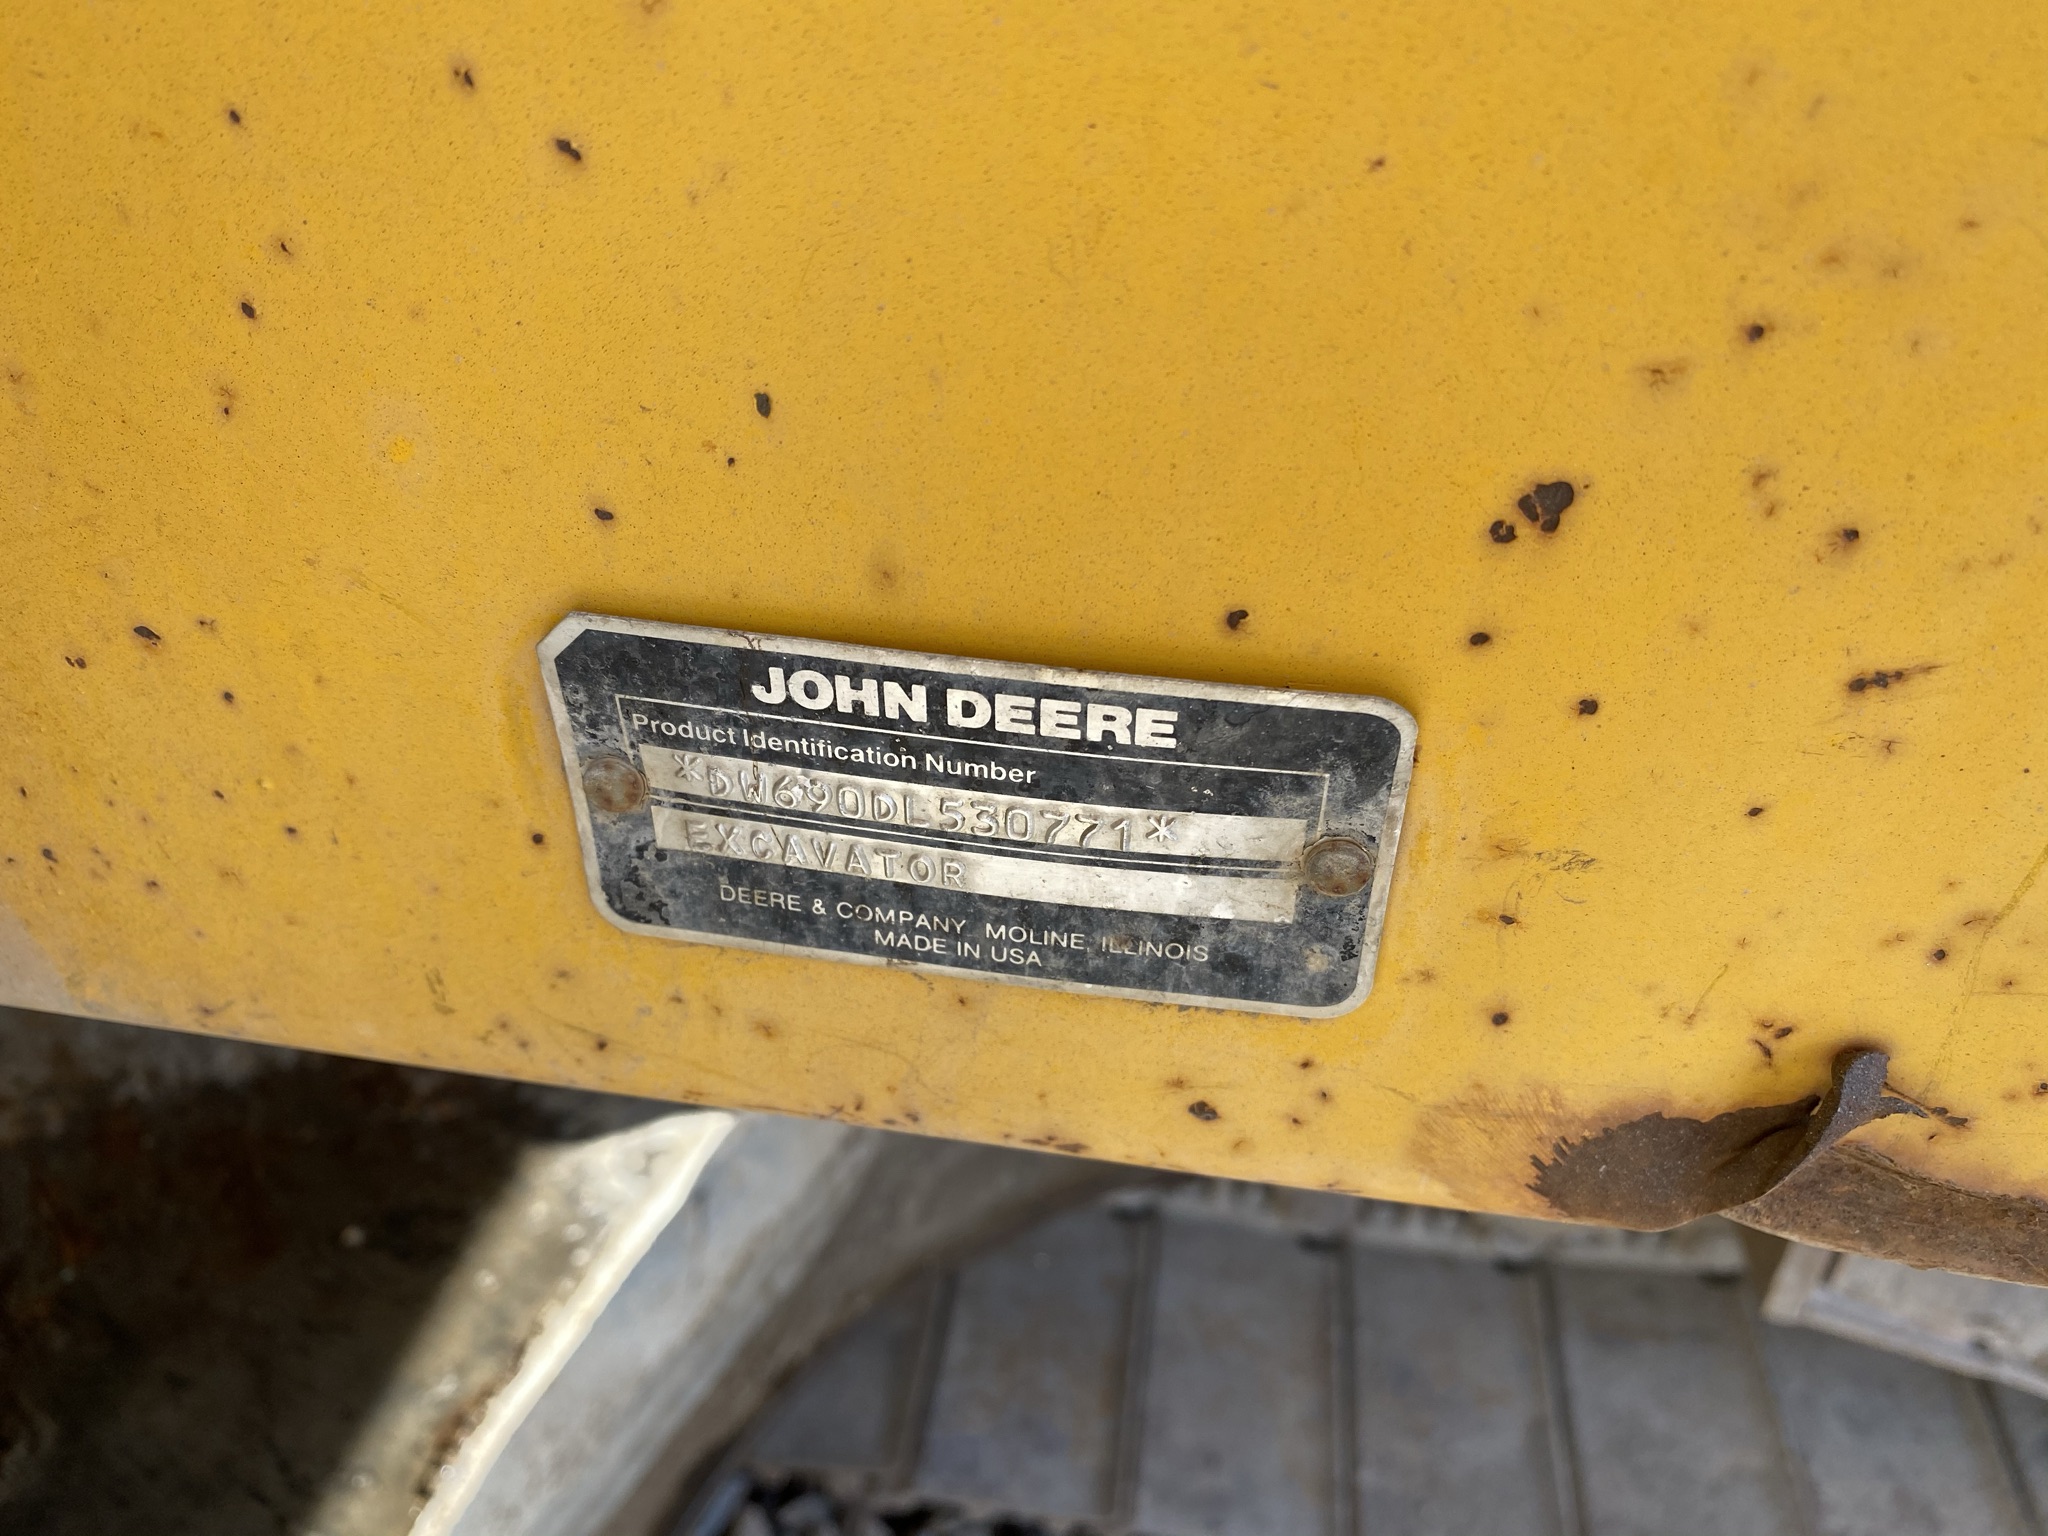 JOHN DEERE
Product Identification Number
*DW690DL530771*
EXCAVATOR
DEERE & COMPANY MOLINE, ILLINOIS
MADE IN USA